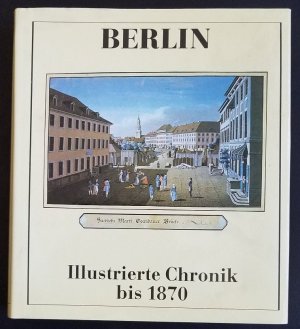 BERLIN
Illustrierte Chronik
bis 1870